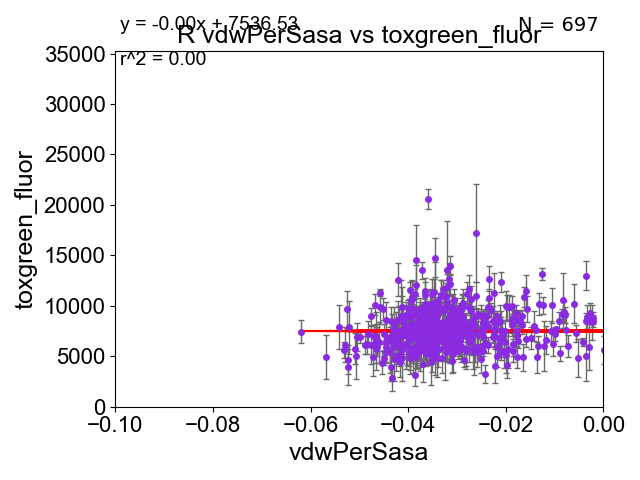 y = -0.00x + 7536.53
N = 697
R vdwPerSasa vs toxgreen_fluor
r^2 = 0.00
35000
30000
25000
20000
15000
10000
5000
0
toxgreen_fluor
−0.10 −0.08 −0.06 −0.04 −0.02 0.00
vdwPerSasa